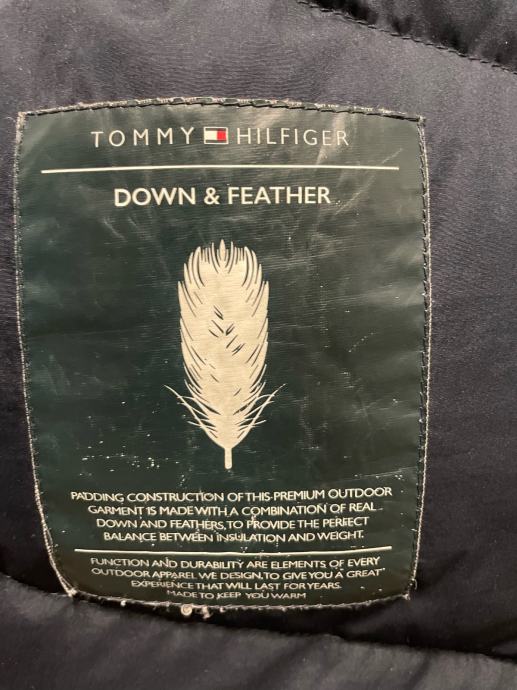 TOMMY HILFIGER
DOWN & FEATHER
PADDING CONSTRUCTION OF THIS PREMIUM OUTDOOR
GARMENT IS MADE WITH A COMBINATION OF REAL
DOWN AND FEATHERS, TO PROVIDE THE PERFECT
BALANCE BETWEEN INSULATION AND WEIGHT.
FUNCTION AND DURABILITY ARE ELEMENTS OF EVERY
OUTDOOR APPAREL WE DESIGN, TO GIVE YOU A GREAT
EXPERIENCE THAT WILL LAST FOR YEARS.
MADE TO KEEP YOU WARM